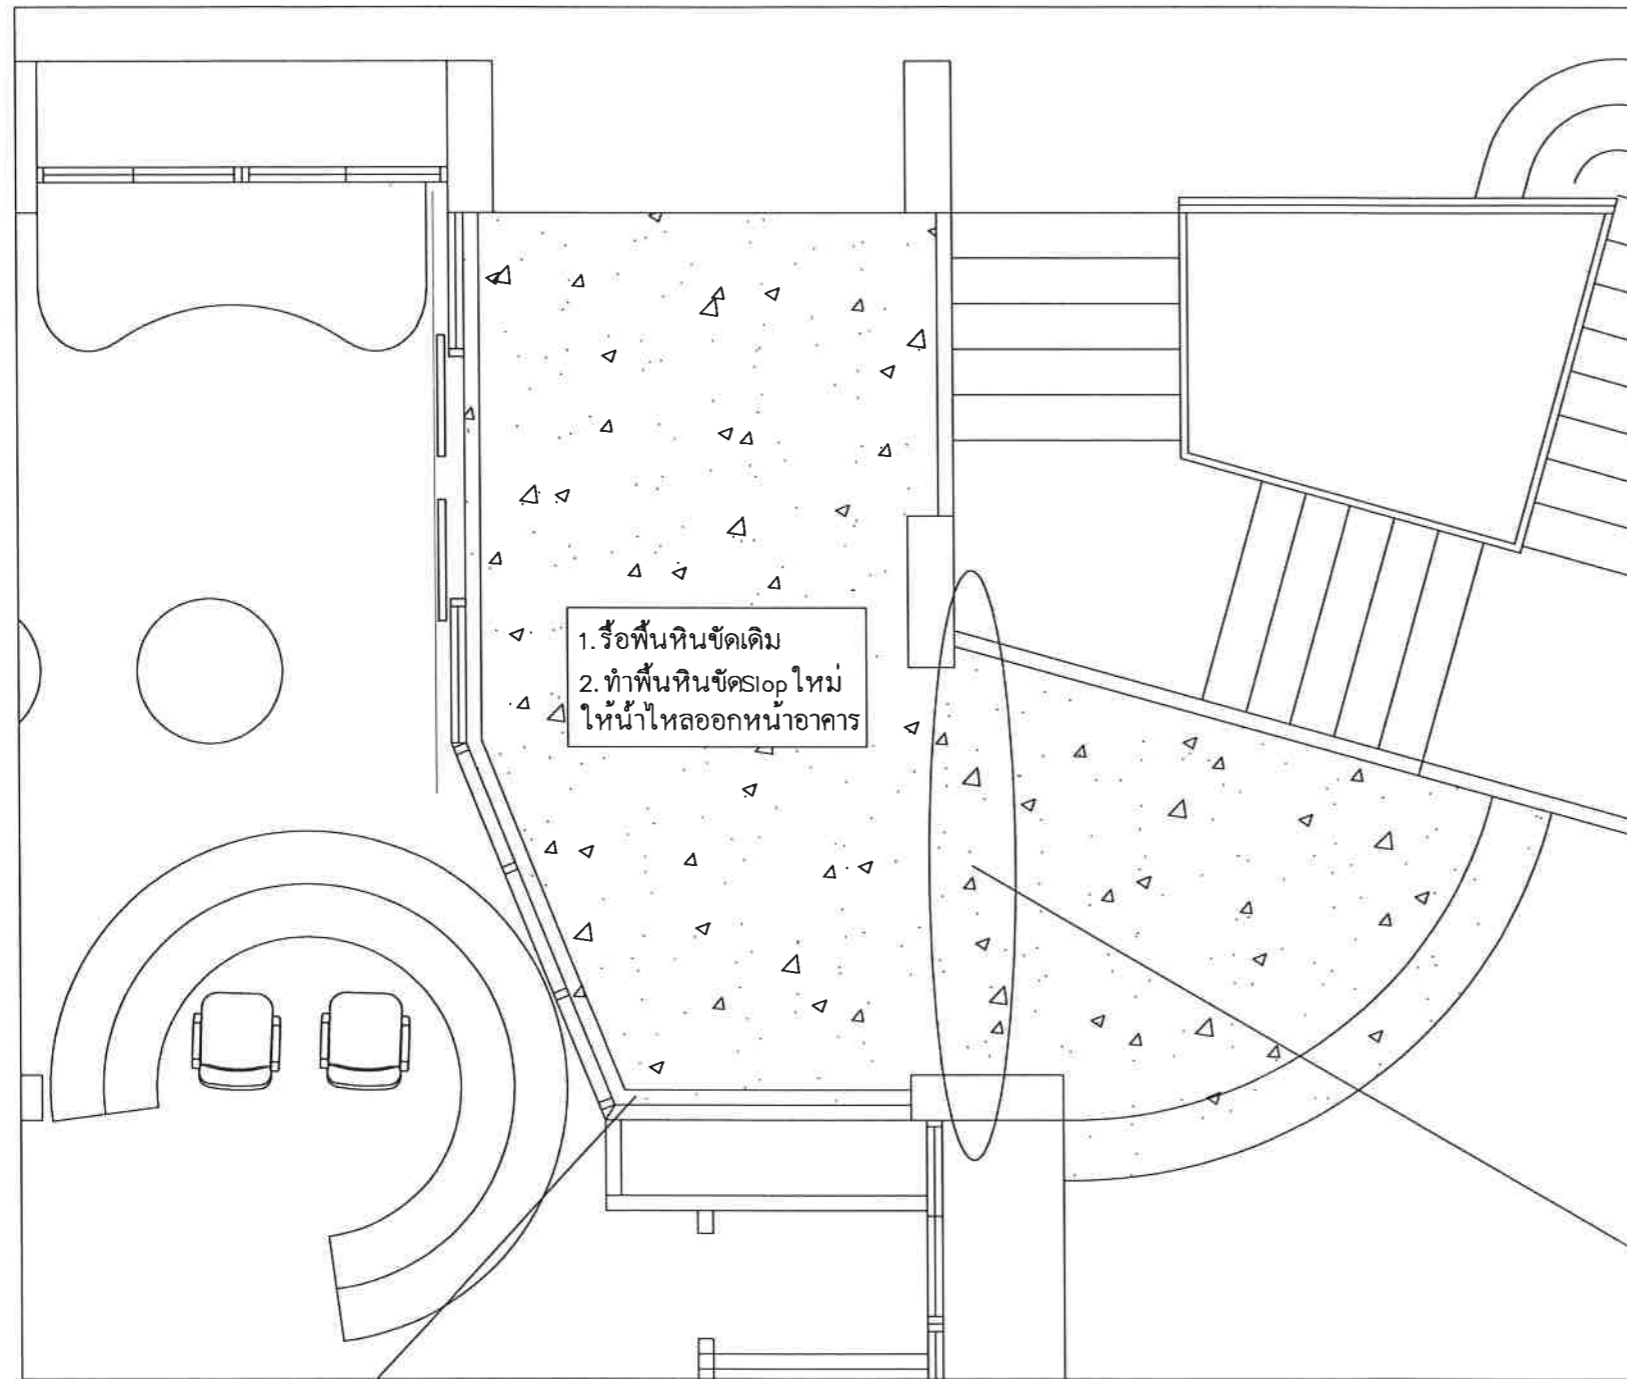 1. รื้อพื้นหินขัดเดิม
2. ทำพื้นหินขัดSlop ใหม่
ให้น้ำไหลออกหน้าอาคาร